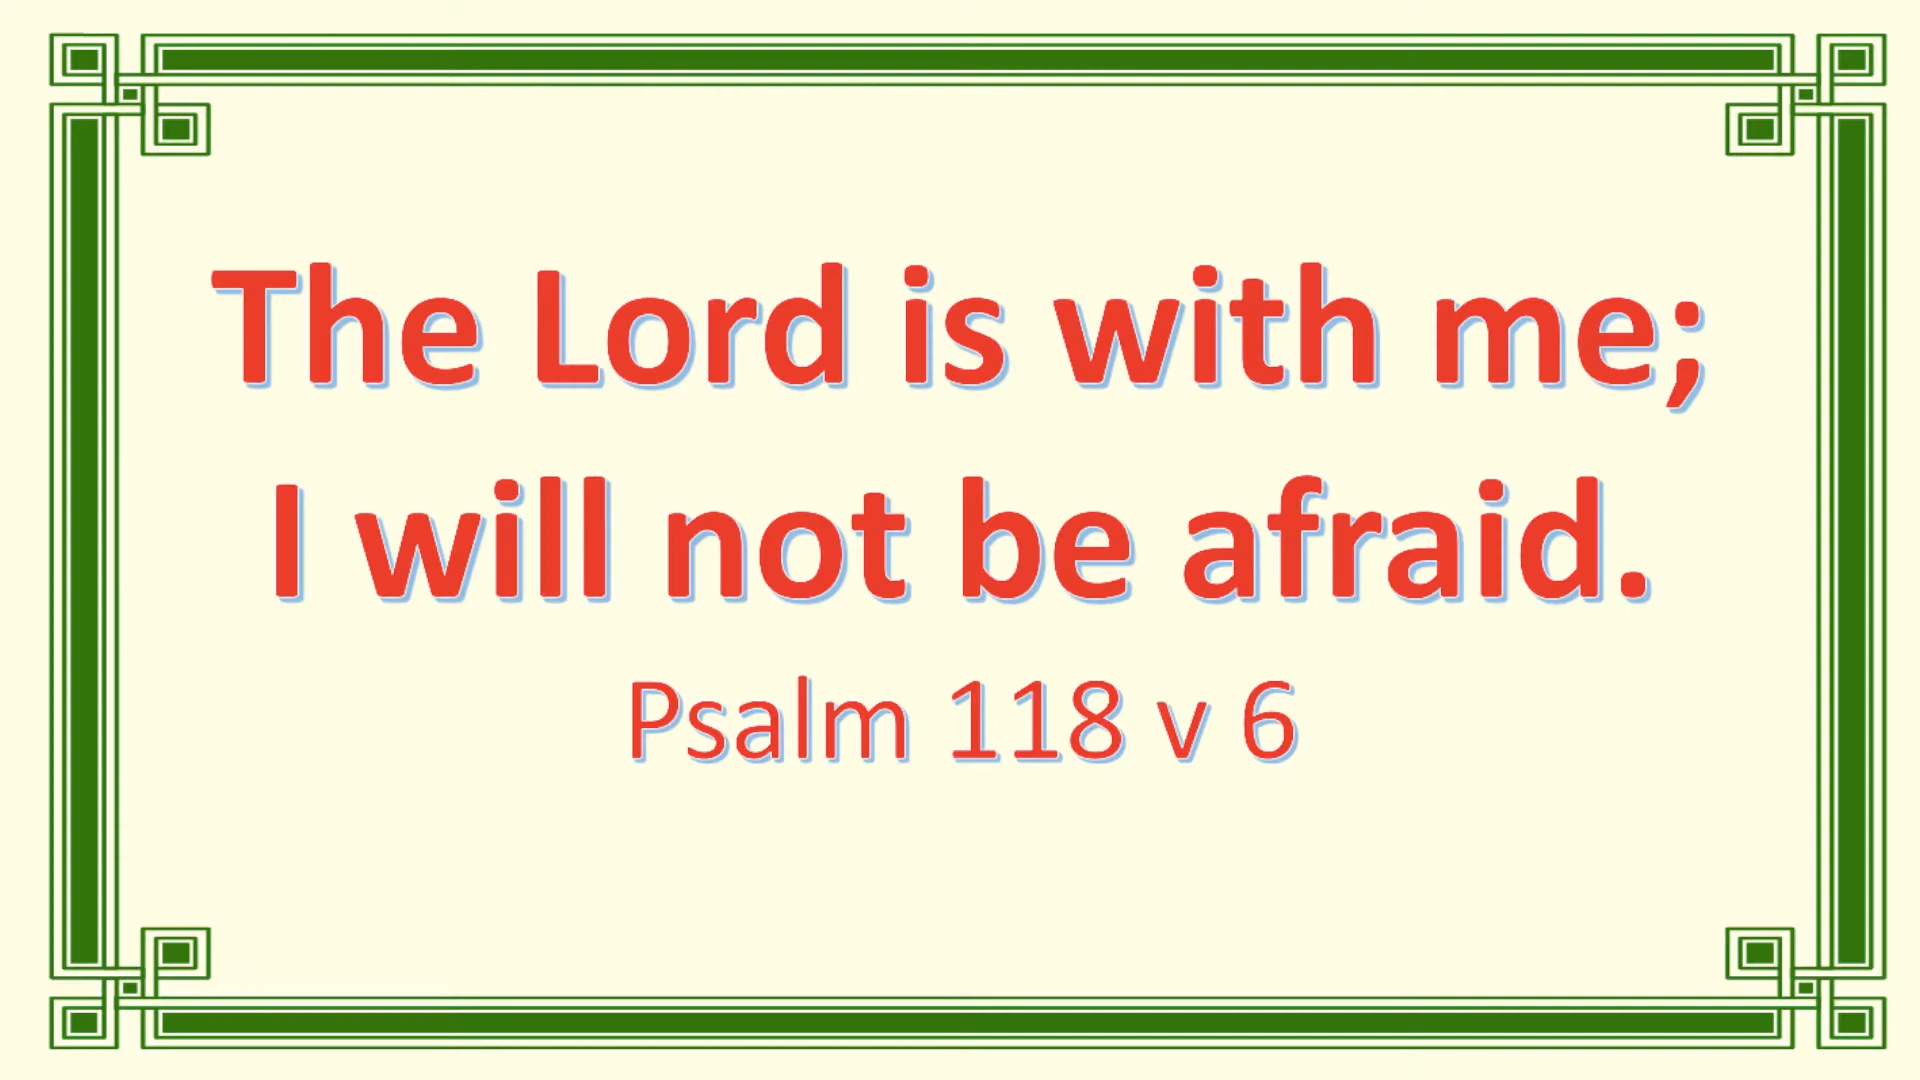 The Lord is with me;
I will not be afraid.
Psalm 118 v 6